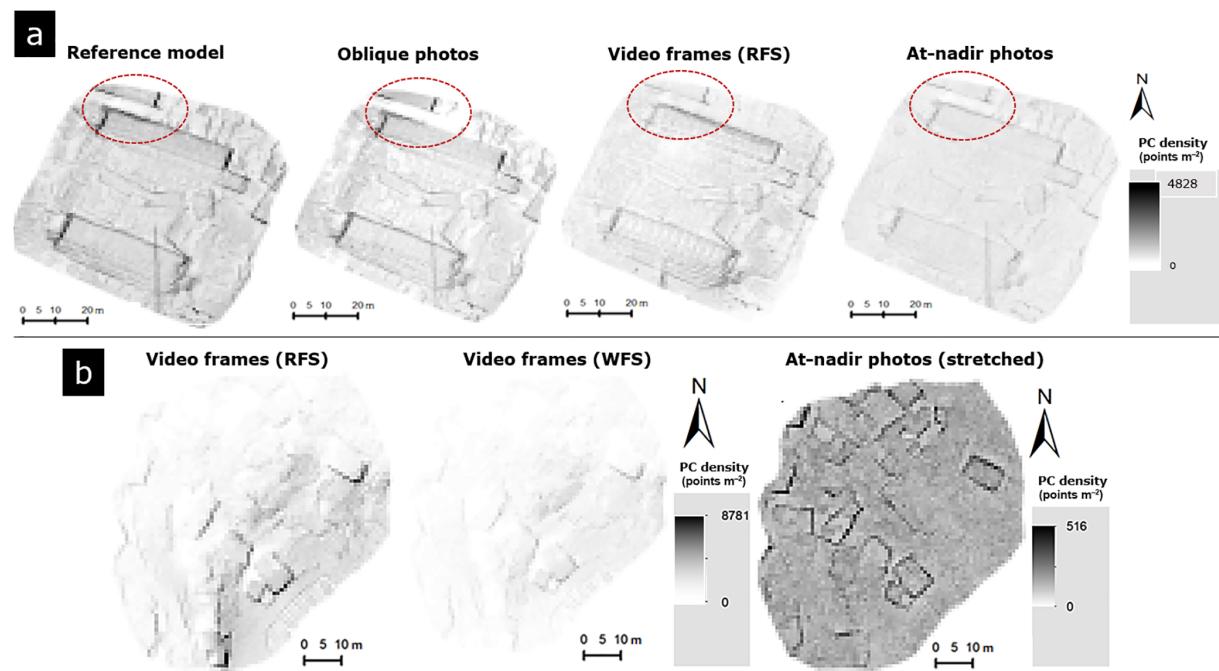 a
Reference model
Oblique photos
Video frames (RFS)
At-nadir photos
N
PC density
(points m⁻²)
4828
0
0 5 10 20 m
0 5 10 20 m
0 5 10 20 m
0 5 10 20 m
b
Video frames (RFS)
Video frames (WFS)
At-nadir photos (stretched)
N
PC density
(points m⁻²)
8781
0
N
PC density
(points m⁻²)
516
0
0 5 10 m
0 5 10 m
0 5 10 m